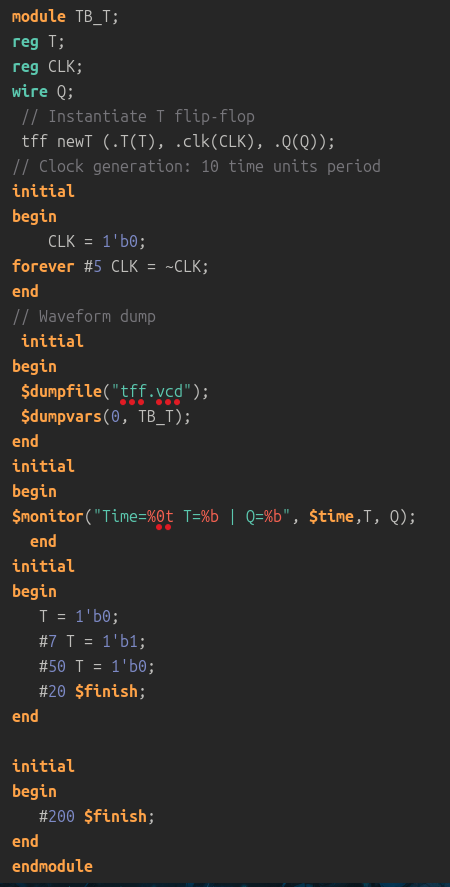 module TB_T;
reg T;
reg CLK;
wire Q;
// Instantiate T flip-flop
tff newT (.T(T), .clk(CLK), .Q(Q));
// Clock generation: 10 time units period
initial
begin
CLK = 1'b0;
forever #5 CLK = ~CLK;
end
// Waveform dump
initial
begin
$dumpfile("tff.vcd");
$dumpvars(0, TB_T);
end
initial
begin
$monitor("Time=%0t T=%b | Q=%b", $time,T, Q);
end
initial
begin
T = 1'b0;
#7 T = 1'b1;
#50 T = 1'b0;
#20 $finish;
end
initial
begin
#200 $finish;
end
endmodule